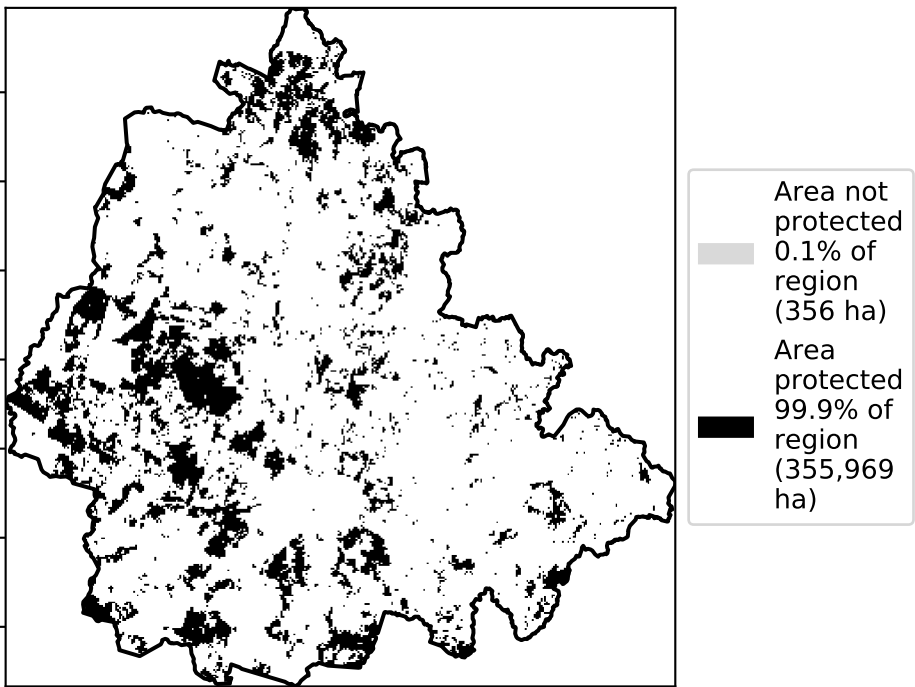 Area not
protected
0.1% of
region
(356 ha)
Area
protected
99.9% of
region
(355,969
ha)